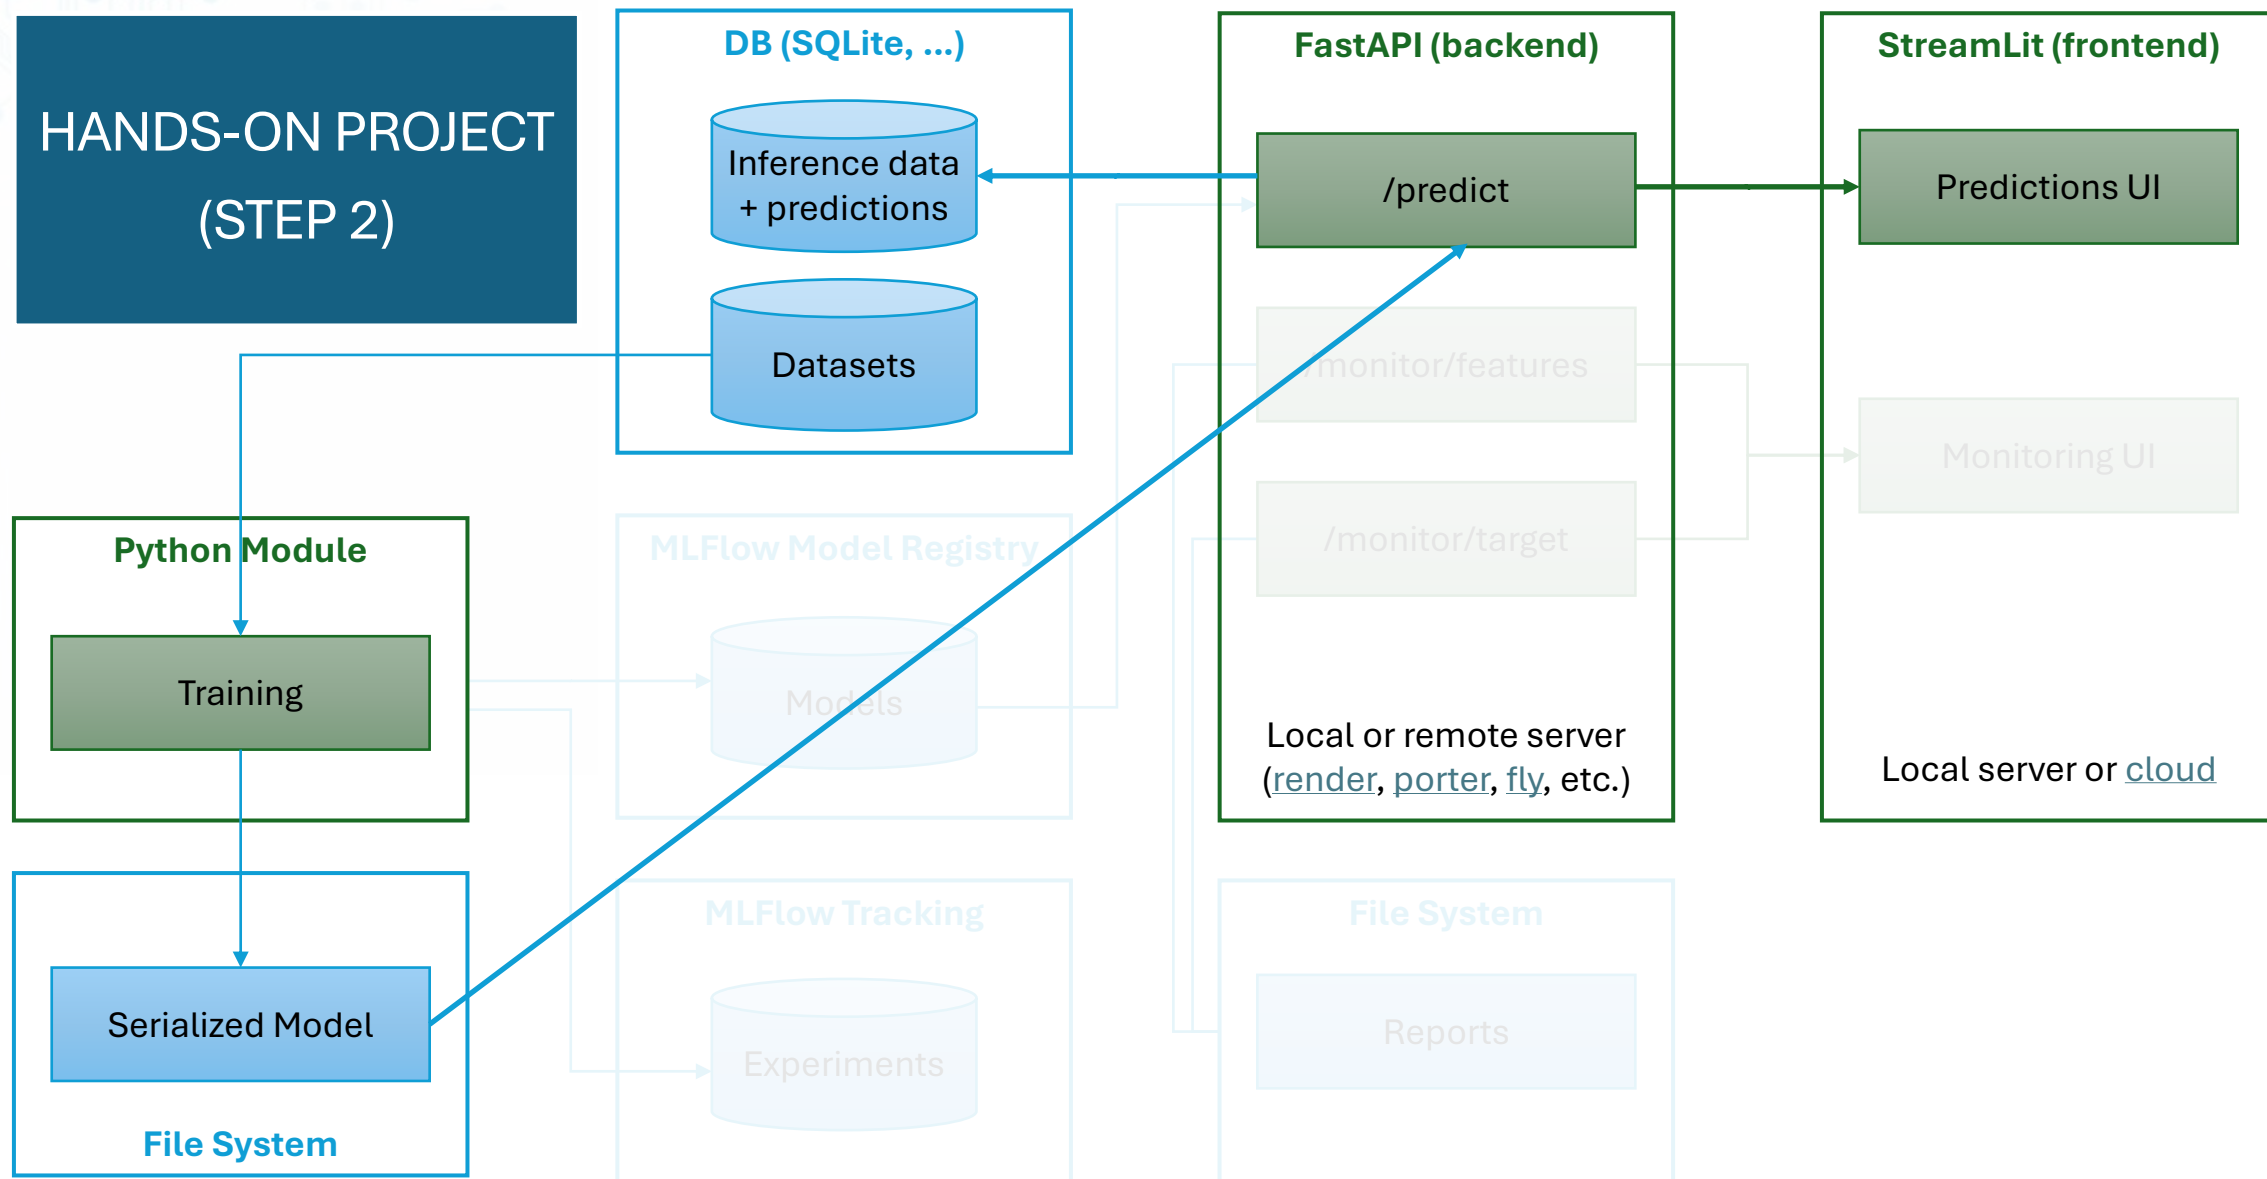 HANDS-ON PROJECT
(STEP 2)
DB (SQLite, ...)
Inference data
+ predictions
Datasets
FastAPI (backend)
/predict
/monitor/features
/monitor/target
Local or remote server
(render, porter, fly, etc.)
StreamLit (frontend)
Predictions UI
Monitoring UI
Local server or cloud
Python Module
Training
Serialized Model
File System
MLFlow Model Registry
Models
MLFlow Tracking
Experiments
File System
Reports